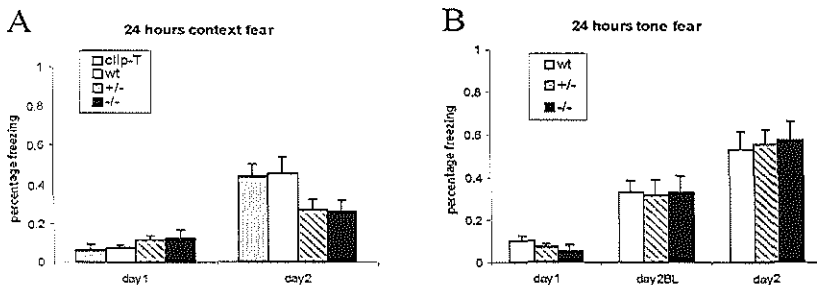 A
24 hours context fear
clip-T
wt
+/-
-/-
percentage freezing
1
0.8
0.6
0.4
0.2
0
day1
day2
B
24 hours tone fear
wt
+/-
-/-
percentage freezing
1
0.8
0.6
0.4
0.2
0
day1
day2BL
day2